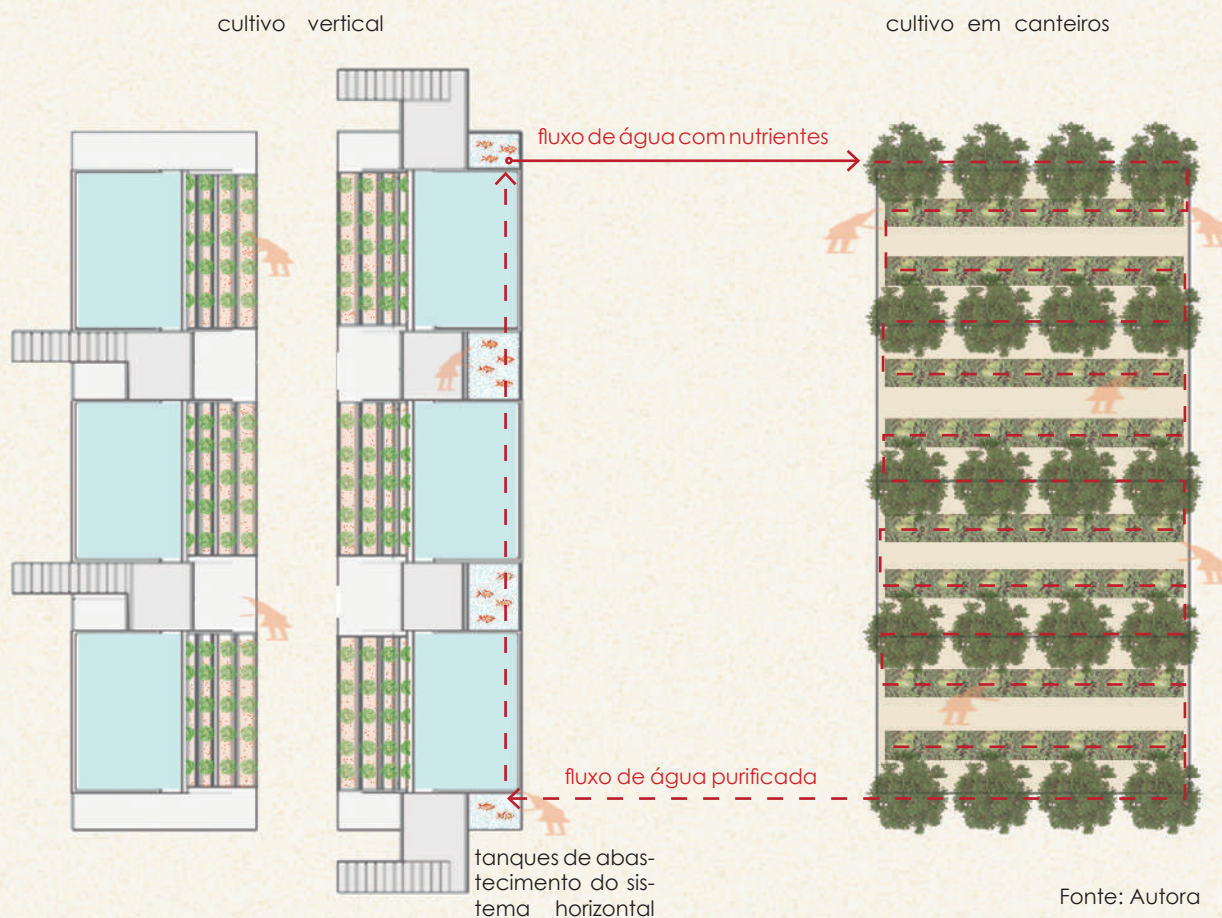 cultivo vertical
cultivo em canteiros
fluxo de água com nutrientes
fluxo de água purificada
tanques de abas-
tecimento do sis-
tema horizontal
Fonte: Autora